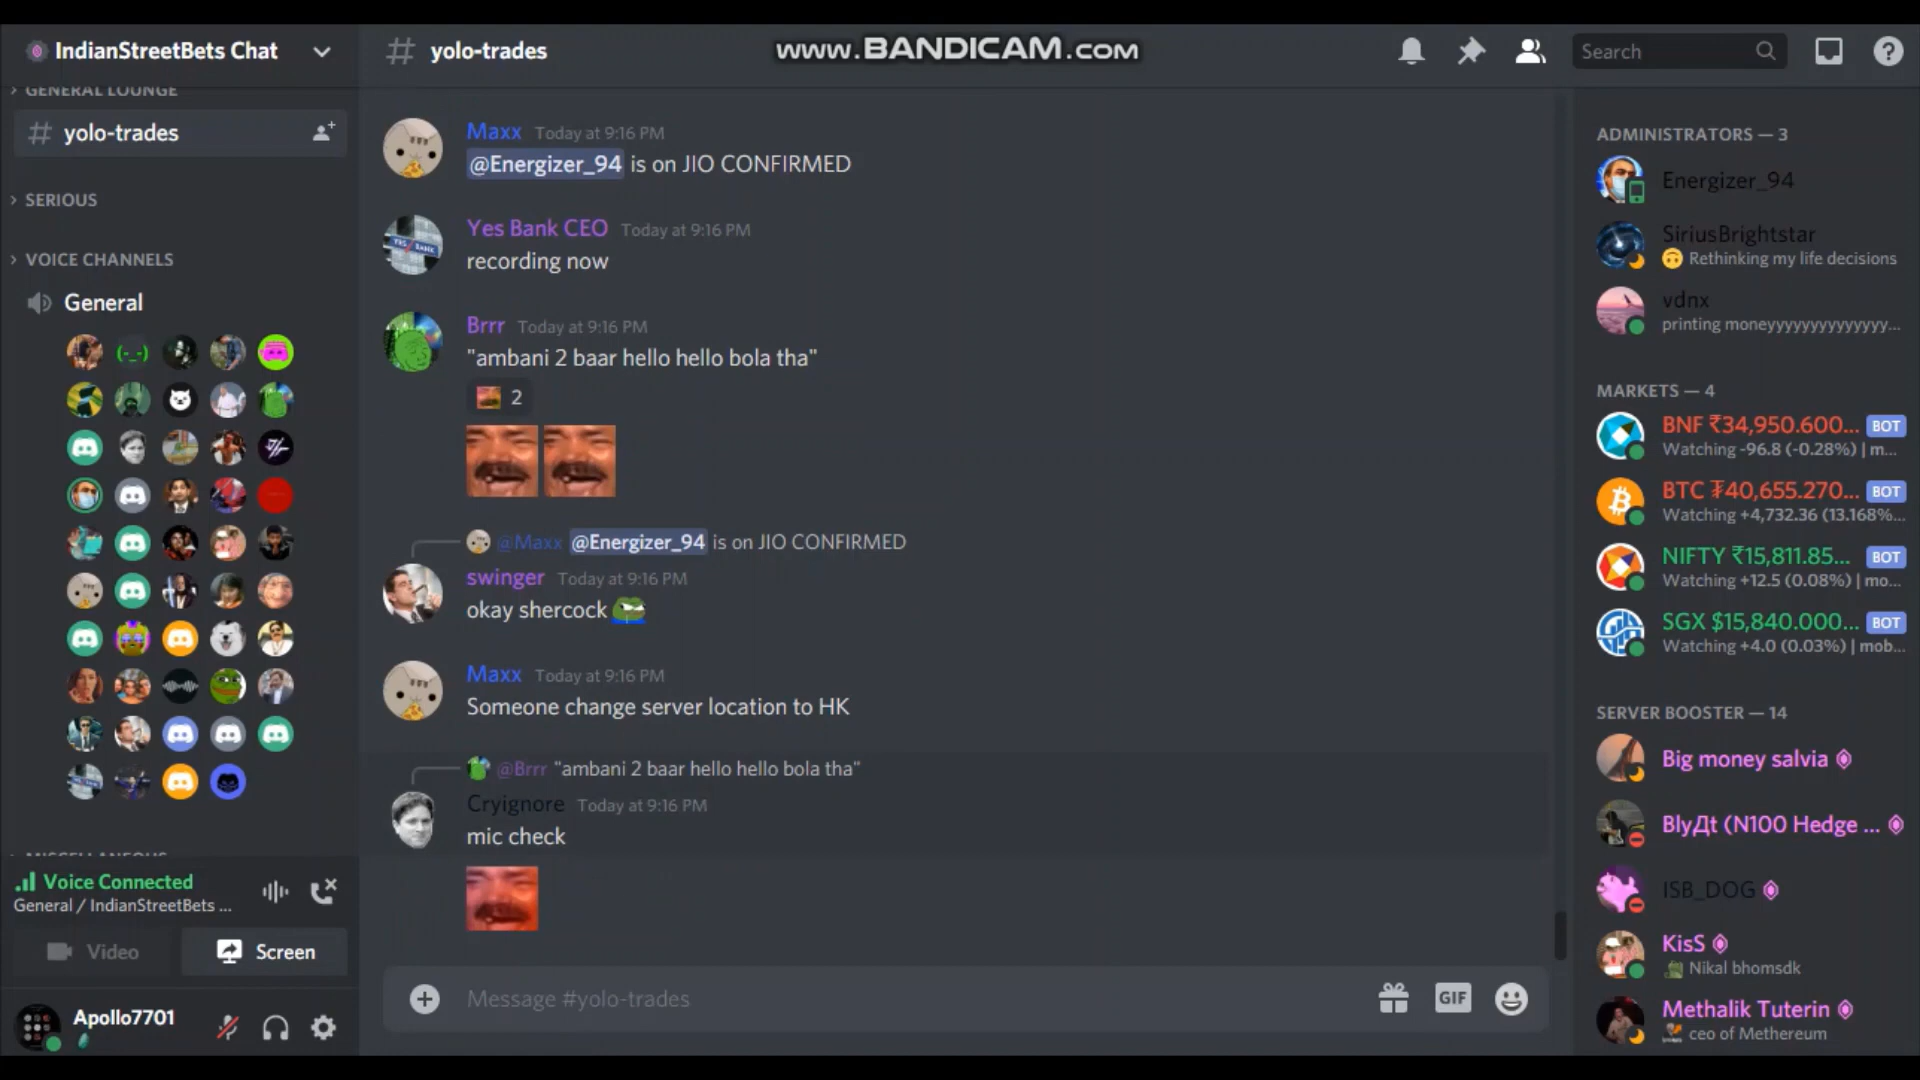 IndianStreetBets Chat
# yolo-trades
www.BANDICAM.com
Search
GENERAL LOUNGE
# yolo-trades
SERIOUS
VOICE CHANNELS
General
Voice Connected
General / IndianStreetBets ...
Video
Screen
Apollo7701
Maxx Today at 9:16 PM
@Energizer_94 is on JIO CONFIRMED
Yes Bank CEO Today at 9:16 PM
recording now
Brrr Today at 9:16 PM
"ambani 2 baar hello hello bola tha"
2
@Maxx @Energizer_94 is on JIO CONFIRMED
swinger Today at 9:16 PM
okay shercock
Maxx Today at 9:16 PM
Someone change server location to HK
@Brrr "ambani 2 baar hello hello bola tha"
Cryignore Today at 9:16 PM
mic check
Message #yolo-trades
GIF
ADMINISTRATORS — 3
Energizer_94
SiriusBrightstar
Rethinking my life decisions
vdnx
printing moneyyyyyyyyyyyyyy...
MARKETS — 4
BNF ₹34,950.600... BOT
Watching -96.8 (-0.28%) | m...
BTC ₮40,655.270... BOT
Watching +4,732.36 (13.168%...
NIFTY ₹15,811.85... BOT
Watching +12.5 (0.08%) | mo...
SGX $15,840.000... BOT
Watching +4.0 (0.03%) | mob...
SERVER BOOSTER — 14
Big money salvia
BlyДt (N100 Hedge ...
ISB_DOG
KisS
Nikal bhomsdk
Methalik Tuterin
ceo of Methereum